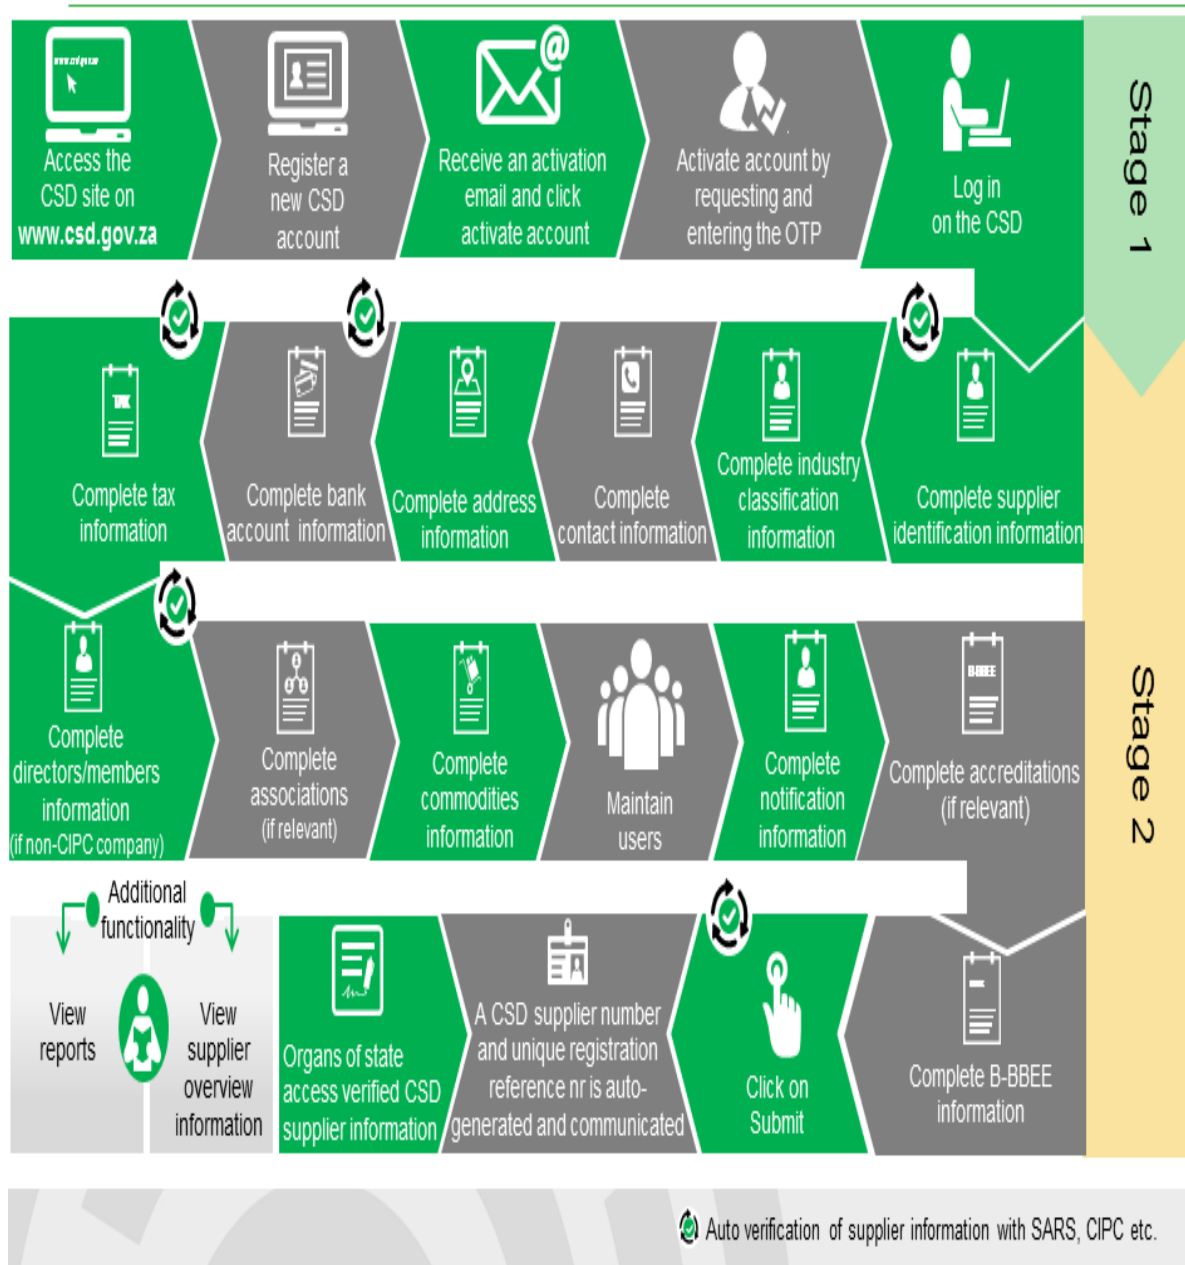 www.csd.gov.za
Access the
CSD site on
www.csd.gov.za
Register a
new CSD
account
@
Receive an activation
email and click
activate account
Activate account by
requesting and
entering the OTP
Log in
on the CSD
Stage 1
Complete supplier
identification information
Complete industry
classification
information
Complete
contact information
Complete address
information
Complete bank
account information
TAX
Complete tax
information
Complete
directors/members
information
(if non-CIPC company)
Complete
associations
(if relevant)
Complete
commodities
information
Maintain
users
Complete
notification
information
B-BBEE
Complete accreditations
(if relevant)
Stage 2
Complete B-BBEE
information
Click on
Submit
A CSD supplier number
and unique registration
reference nr is auto-
generated and communicated
Organs of state
access verified CSD
supplier information
Additional
functionality
View
reports
View
supplier
overview
information
Auto verification of supplier information with SARS, CIPC etc.